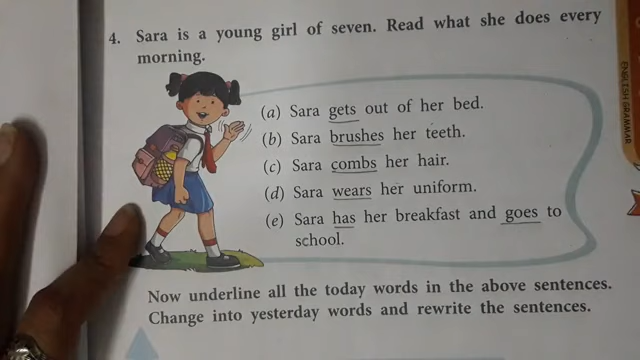 4. Sara is a young girl of seven. Read what she does every
morning.
(a) Sara gets out of her bed.
(b) Sara brushes her teeth.
(c) Sara combs her hair.
(d) Sara wears her uniform.
(e) Sara has her breakfast and goes to
school.
Now underline all the today words in the above sentences.
Change into yesterday words and rewrite the sentences.
ENGLISH GRAMMAR